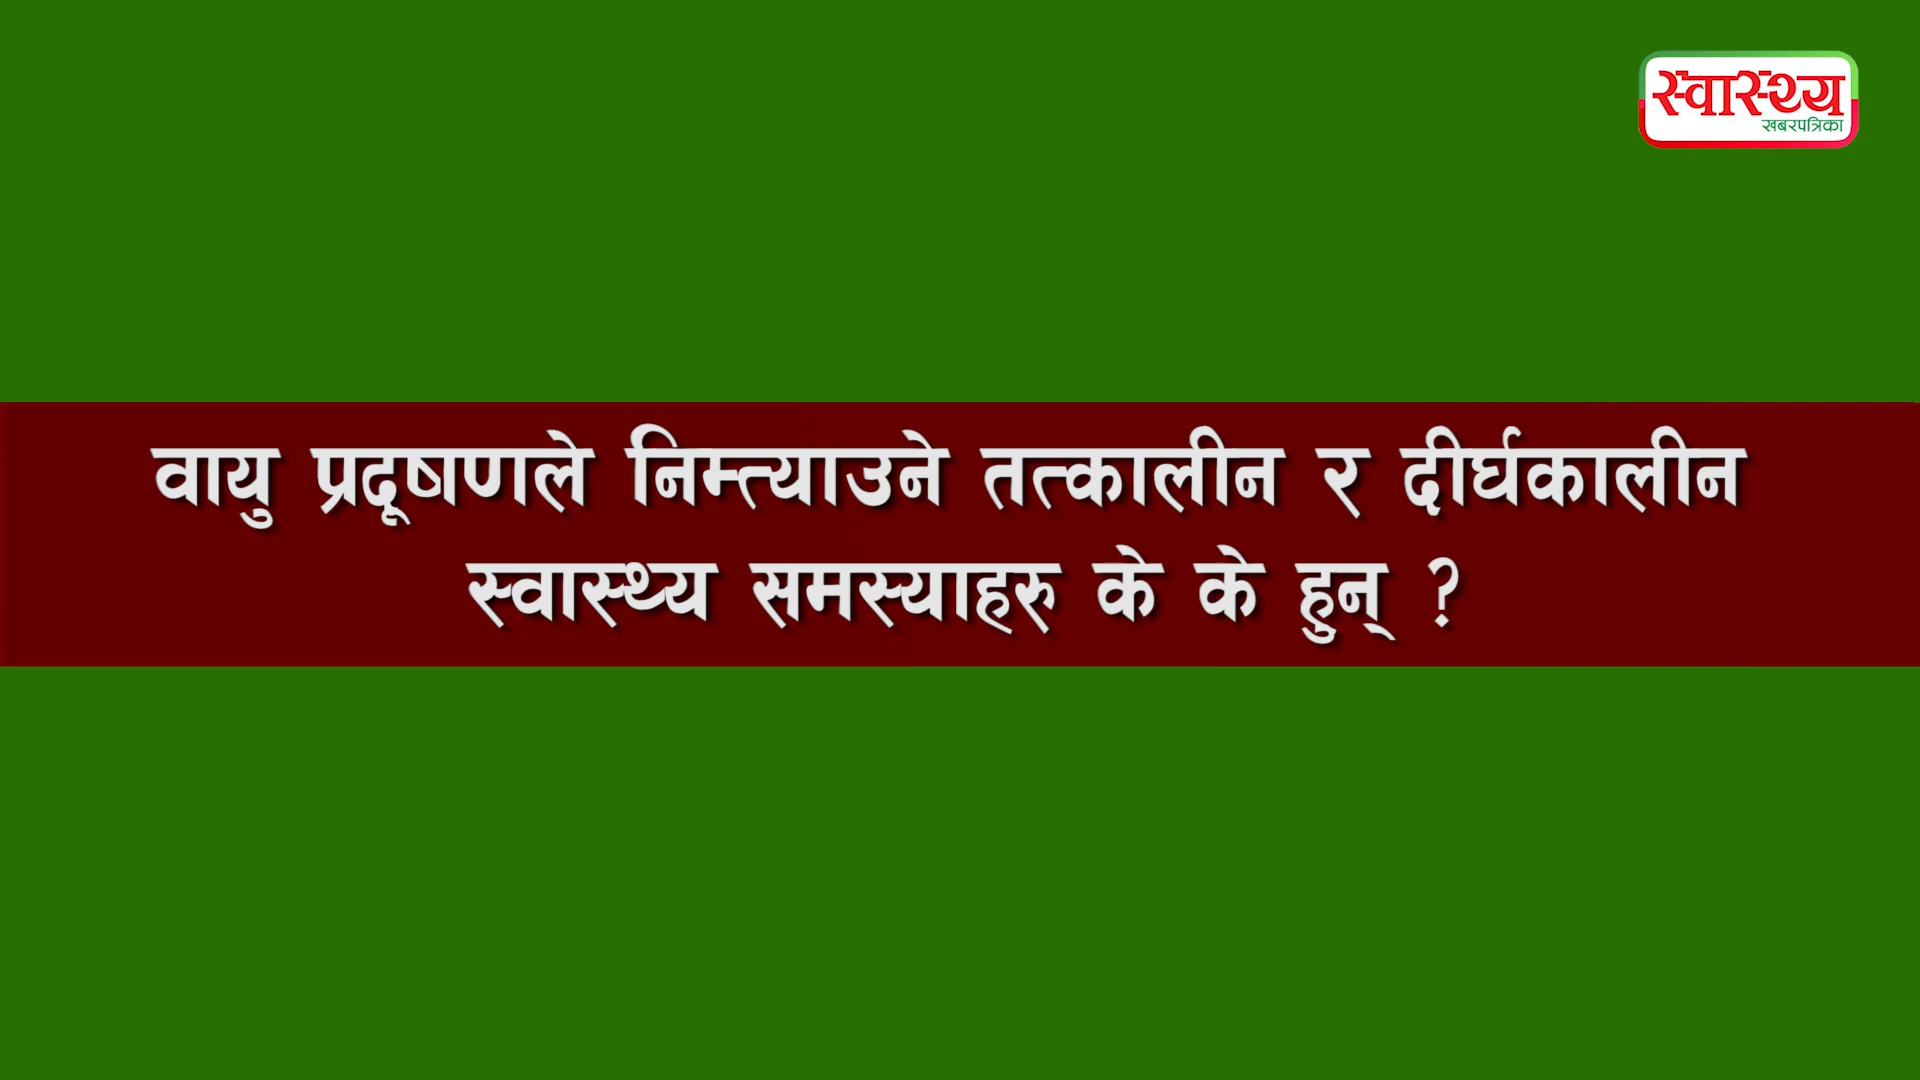 स्वास्थ्य
खबरपत्रिका
वायु प्रदूषणले निम्त्याउने तत्कालीन र दीर्घकालीन
स्वास्थ्य समस्याहरु के के हुन् ?